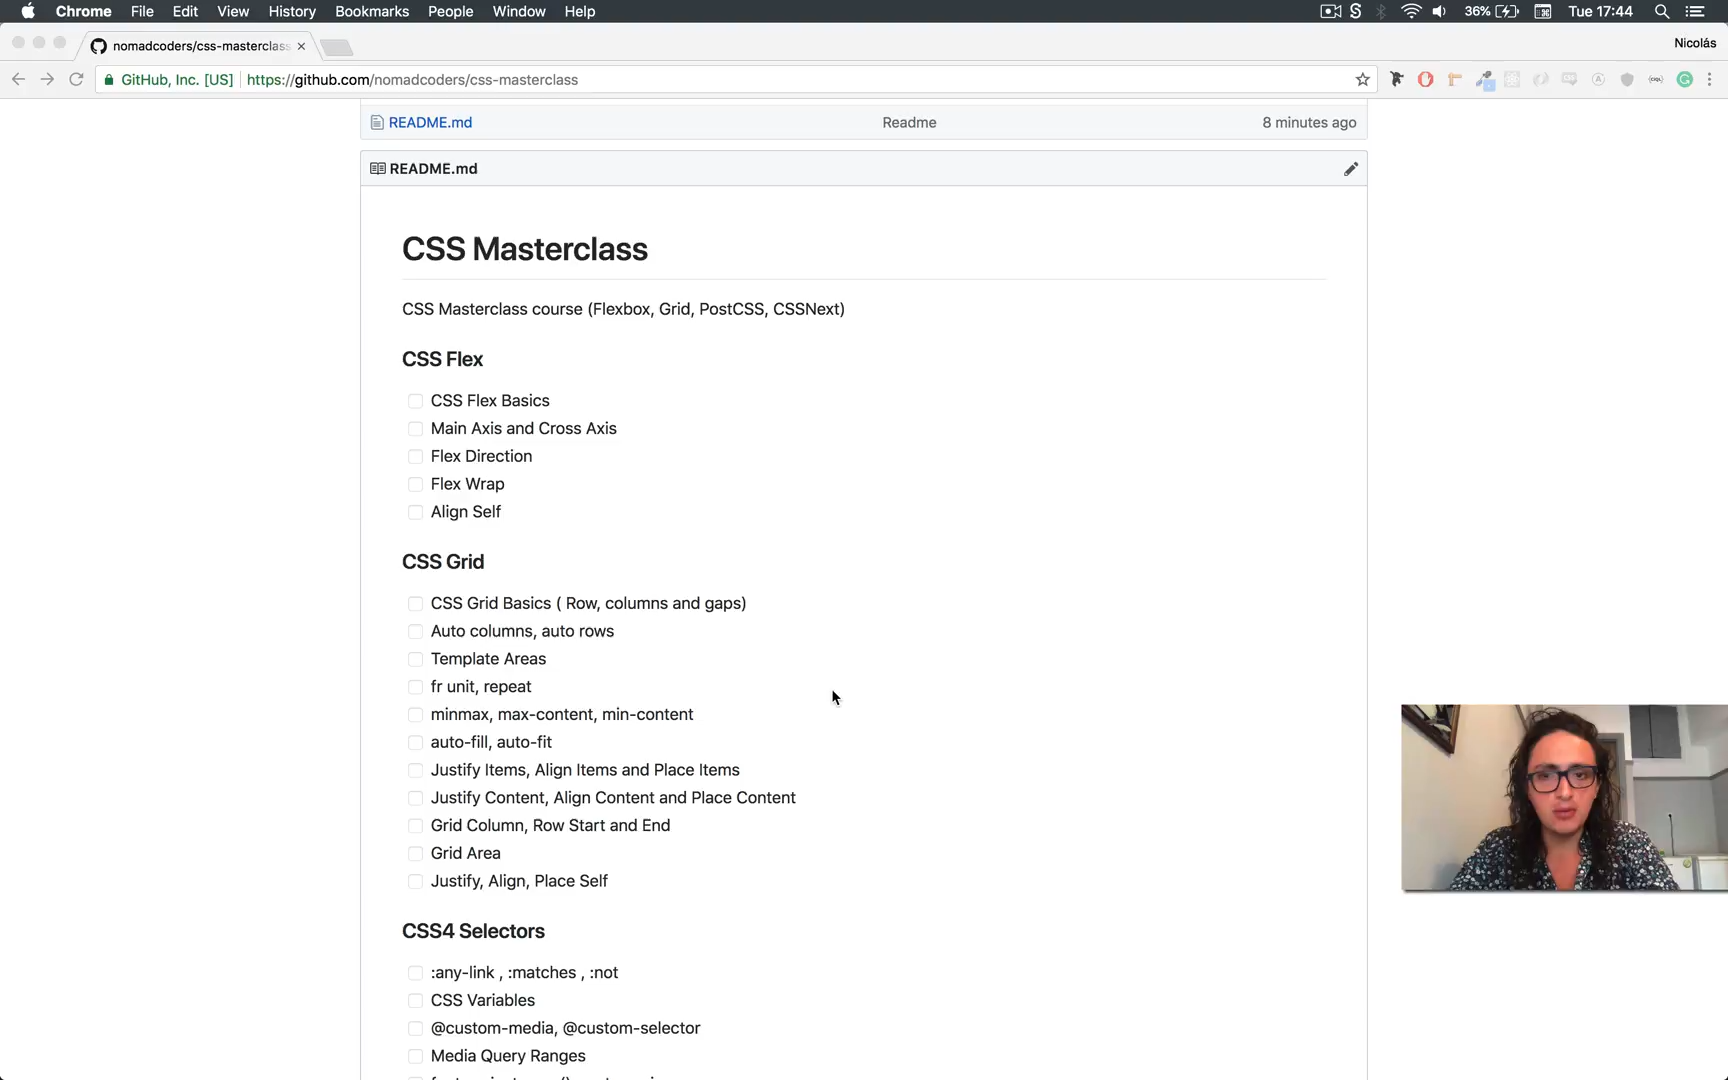 Chrome File Edit View History Bookmarks People Window Help 36% Tue 17:44
nomadcoders/css-masterclass Nicolás
GitHub, Inc. [US] https://github.com/nomadcoders/css-masterclass
README.md Readme 8 minutes ago
README.md
CSS Masterclass
CSS Masterclass course (Flexbox, Grid, PostCSS, CSSNext)
CSS Flex
CSS Flex Basics
Main Axis and Cross Axis
Flex Direction
Flex Wrap
Align Self
CSS Grid
CSS Grid Basics ( Row, columns and gaps)
Auto columns, auto rows
Template Areas
fr unit, repeat
minmax, max-content, min-content
auto-fill, auto-fit
Justify Items, Align Items and Place Items
Justify Content, Align Content and Place Content
Grid Column, Row Start and End
Grid Area
Justify, Align, Place Self
CSS4 Selectors
:any-link , :matches , :not
CSS Variables
@custom-media, @custom-selector
Media Query Ranges